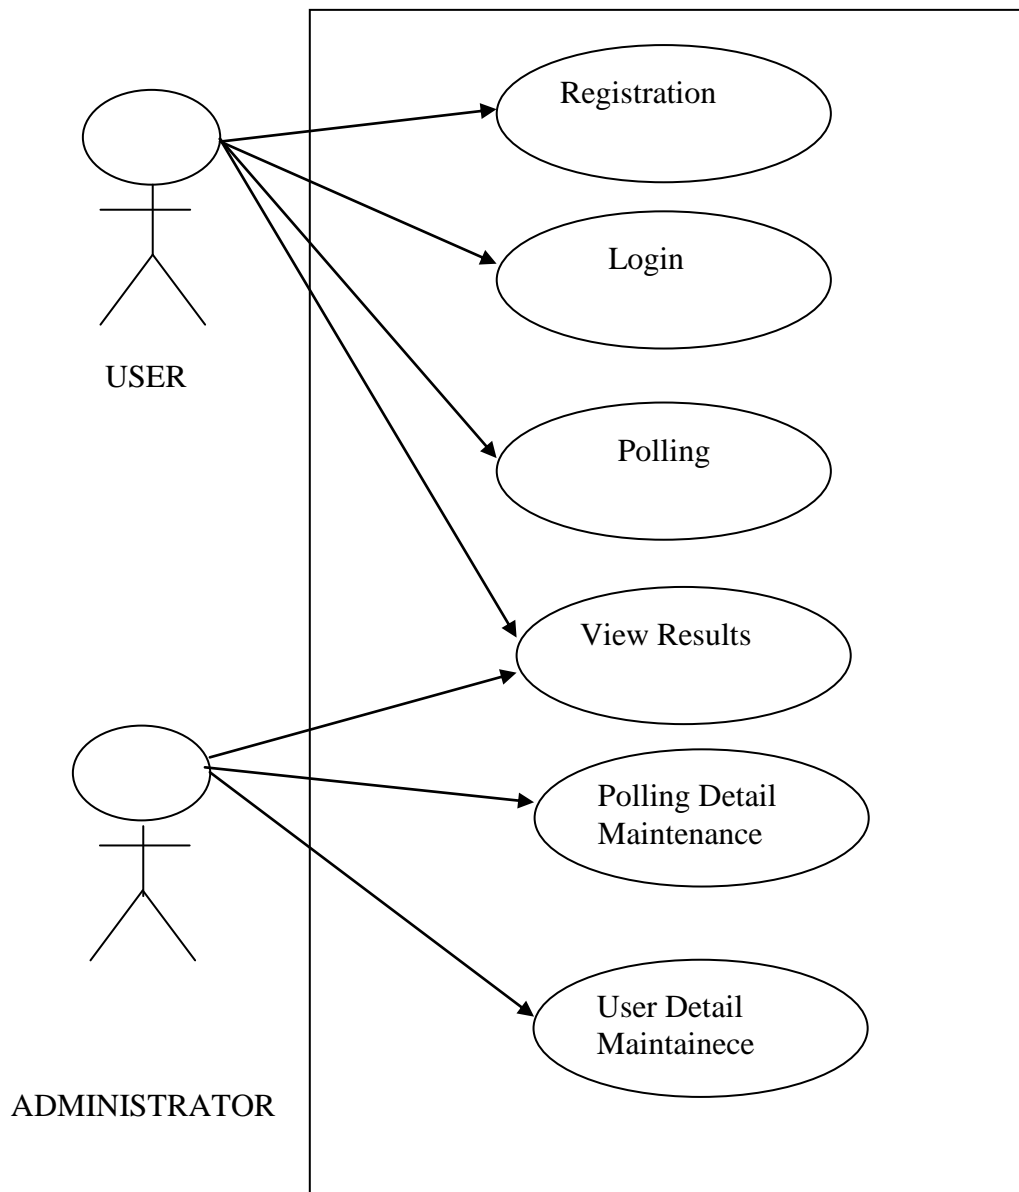 Registration
Login
USER
Polling
View Results
Polling Detail
Maintenance
User Detail
Maintainece
ADMINISTRATOR